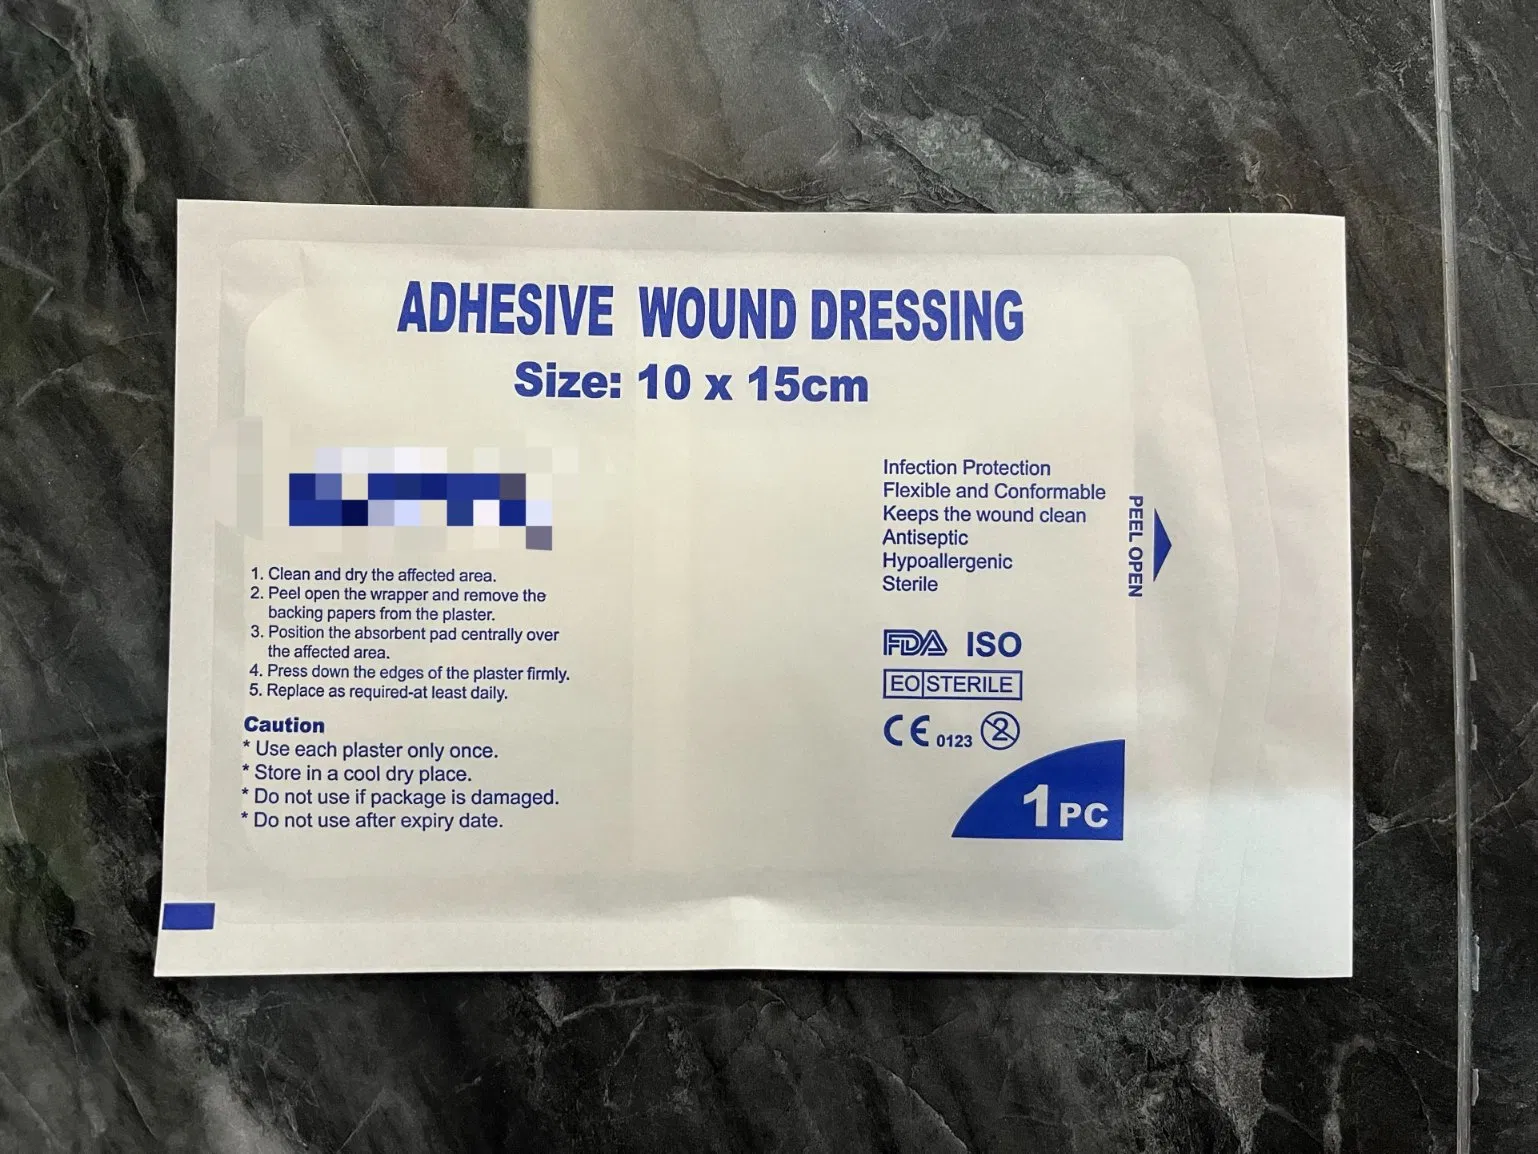 ADHESIVE WOUND DRESSING
Size: 10 x 15cm
1. Clean and dry the affected area.
2. Peel open the wrapper and remove the
backing papers from the plaster.
3. Position the absorbent pad centrally over
the affected area.
4. Press down the edges of the plaster firmly.
5. Replace as required-at least daily.
Caution
* Use each plaster only once.
* Store in a cool dry place.
* Do not use if package is damaged.
* Do not use after expiry date.
Infection Protection
Flexible and Conformable
Keeps the wound clean
Antiseptic
Hypoallergenic
Sterile
PEEL OPEN
FDA ISO
EO STERILE
CE 0123 2
1 PC